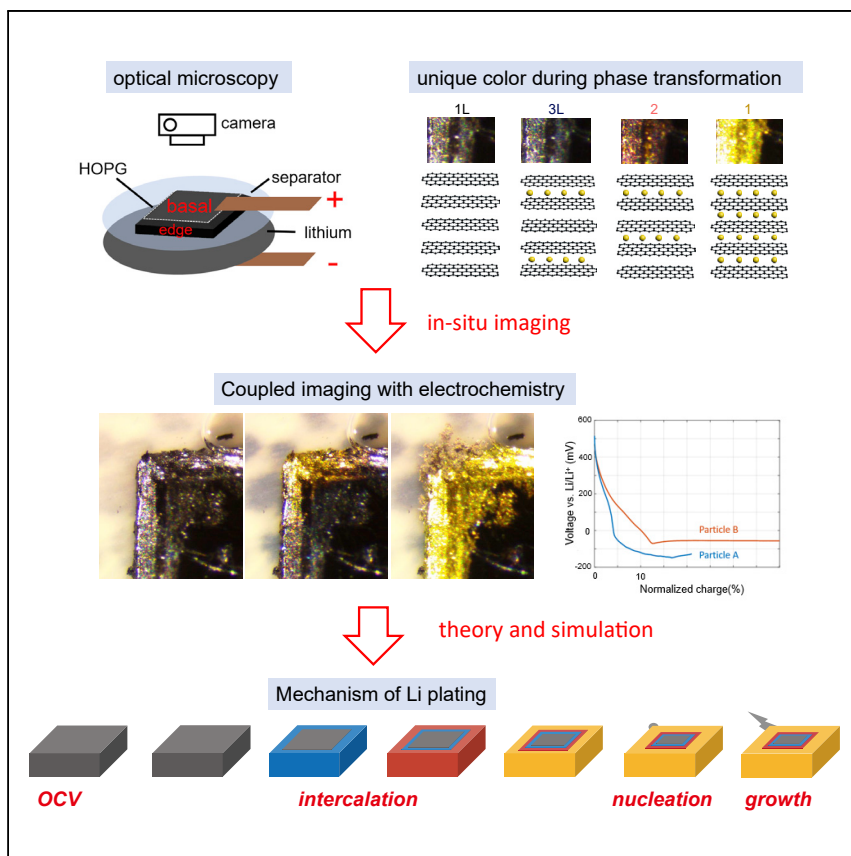 optical microscopy
unique color during phase transformation
camera
HOPG
separator
basal
edge
+
lithium
-
1L
3L
2
1
in-situ imaging
Coupled imaging with electrochemistry
600
400
200
0
-200
Voltage vs. Li/Li⁺ (mV)
Particle B
Particle A
0
10
Normalized charge(%)
theory and simulation
Mechanism of Li plating
OCV
intercalation
nucleation
growth